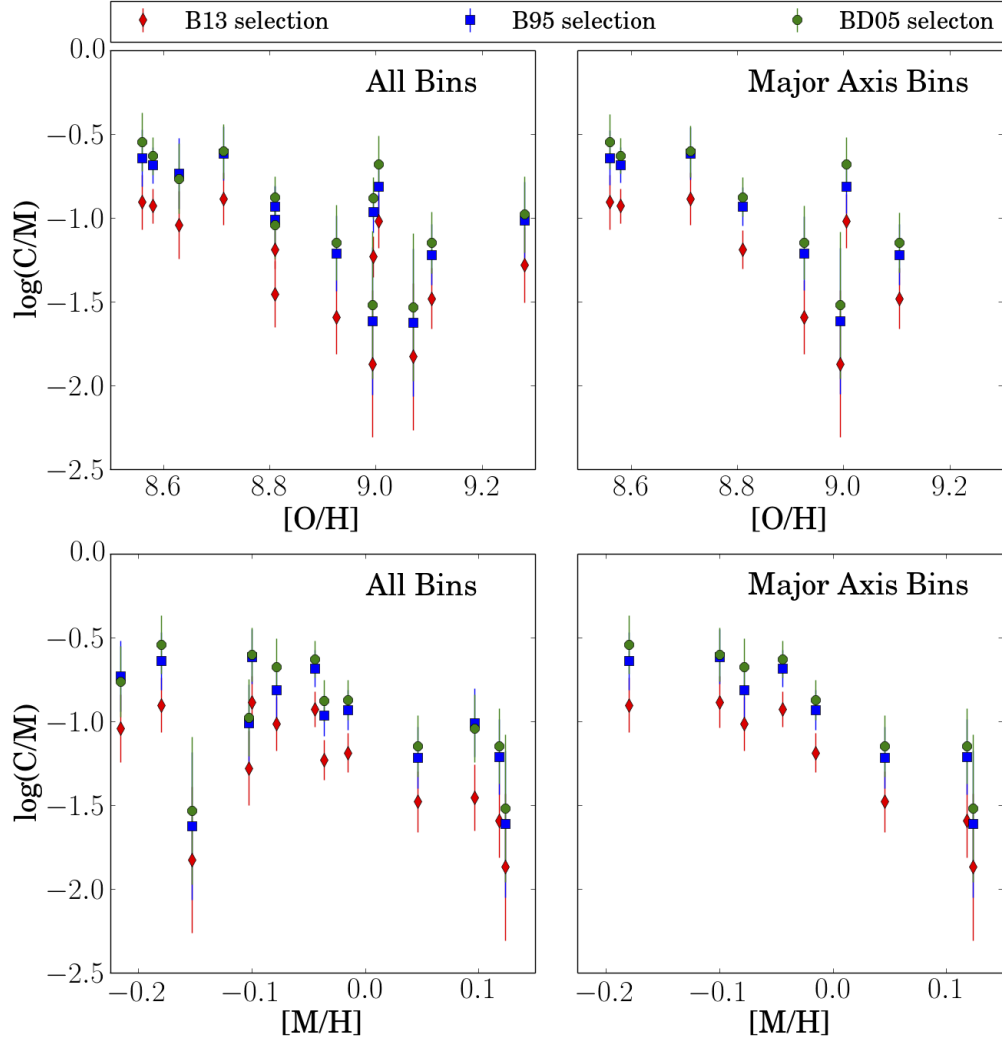 B13 selection B95 selection BD05 selecton
All Bins Major Axis Bins
0.0
−0.5
−1.0
−1.5
−2.0
−2.5
log(C/M)
8.6 8.8 9.0 9.2 8.6 8.8 9.0 9.2
[O/H] [O/H]
All Bins Major Axis Bins
0.0
−0.5
−1.0
−1.5
−2.0
−2.5
log(C/M)
−0.2 −0.1 0.0 0.1 −0.2 −0.1 0.0 0.1
[M/H] [M/H]